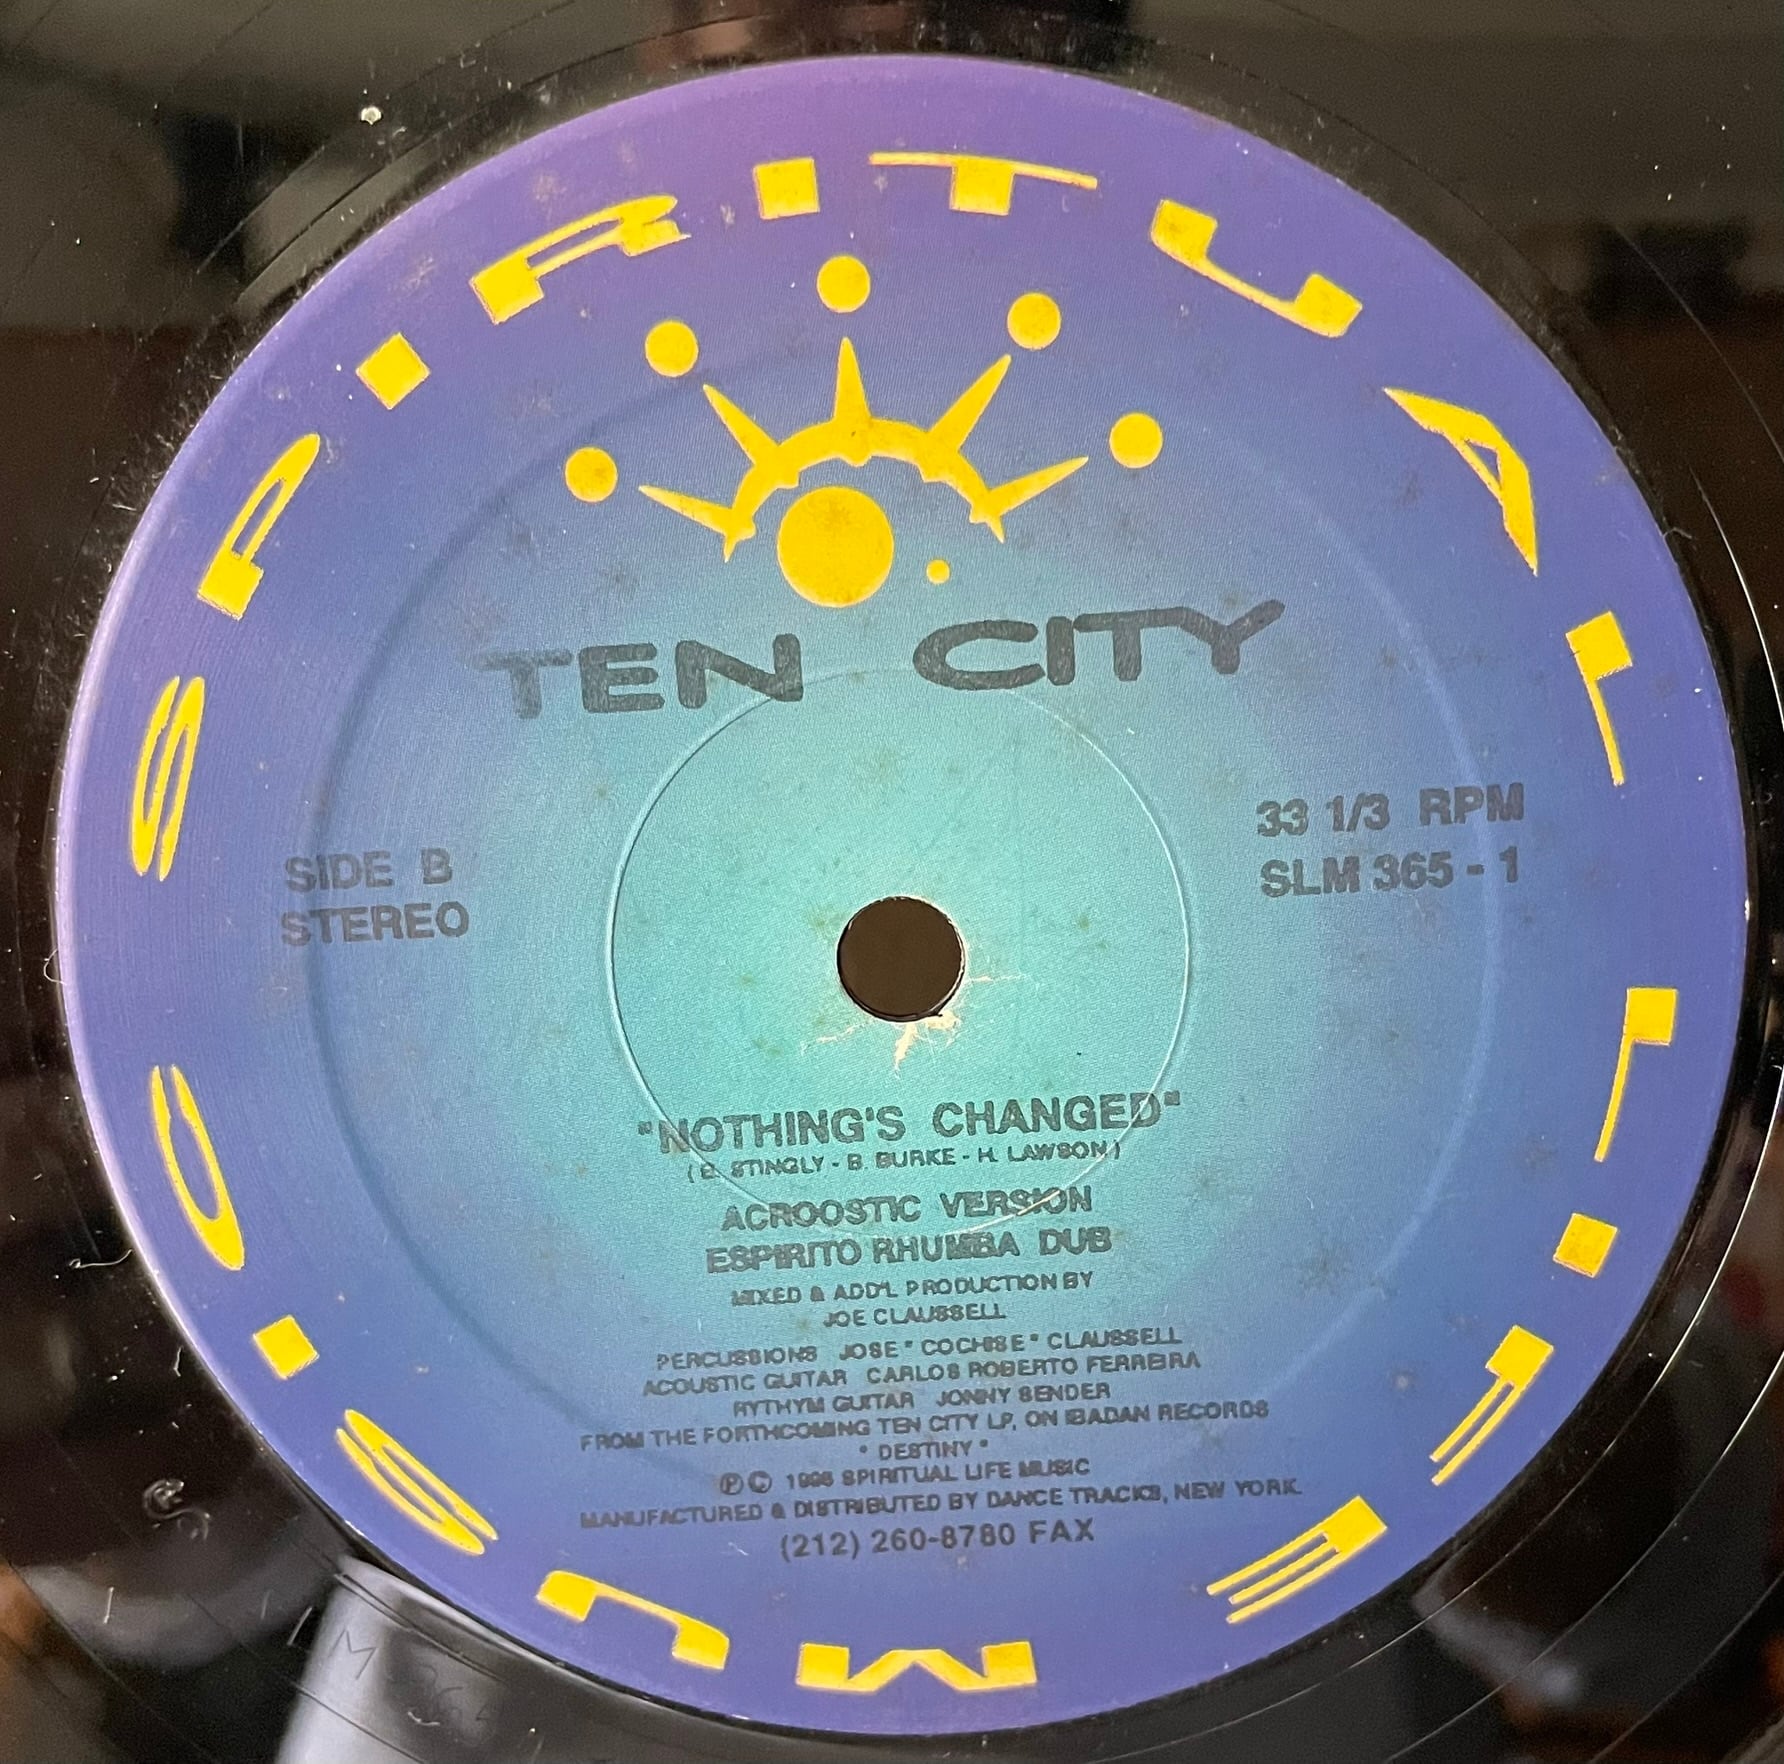 SPIRITUAL LIFE MUSIC
TEN CITY
SIDE B
STEREO
33 1/3 RPM
SLM 365 - 1
"NOTHING'S CHANGED"
( B. STINGLY - B. BURKE - H. LAWSON )
ACROOSTIC VERSION
ESPIRITO RHUMBA DUB
MIXED & ADD'L PRODUCTION BY
JOE CLAUSSELL
PERCUSSIONS JOSE " COCHISE " CLAUSSELL
ACOUSTIC GUITAR CARLOS ROBERTO FERREIRA
RYTHYM GUITAR JONNY SENDER
FROM THE FORTHCOMING TEN CITY LP, ON IBADAN RECORDS
" DESTINY "
℗ © SPIRITUAL LIFE MUSIC
MANUFACTURED & DISTRIBUTED BY DANCE TRACKS, NEW YORK.
(212) 260-8780 FAX